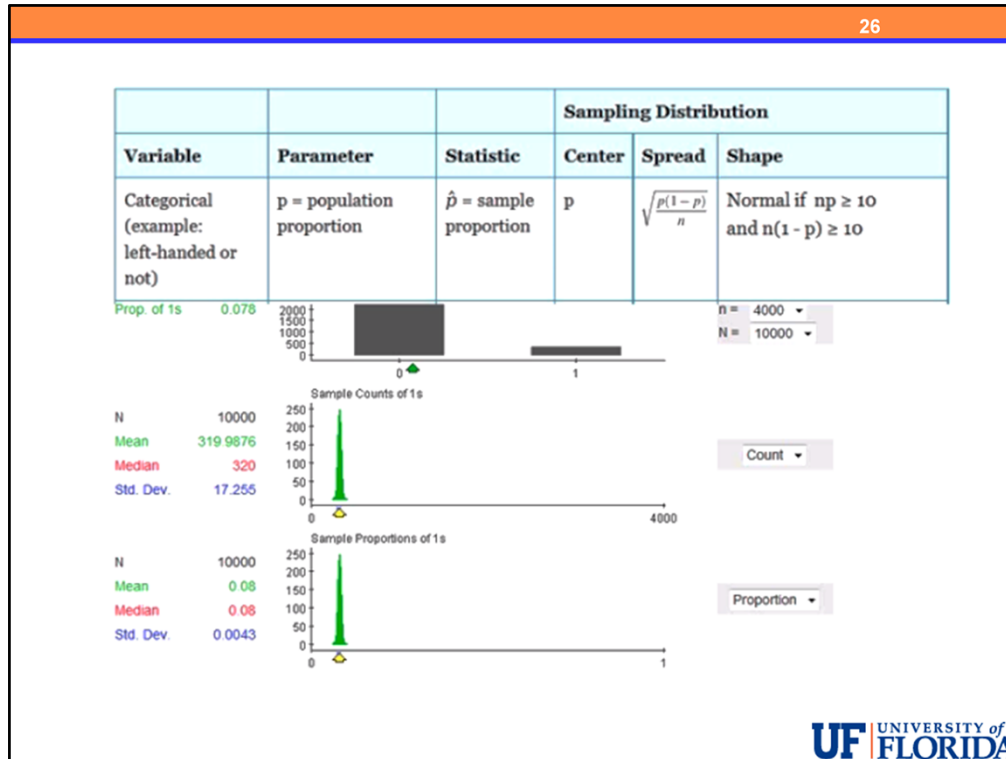 26
Sampling Distribution
Variable Parameter Statistic Center Spread Shape
Categorical (example: left-handed or not)
p = population proportion
p̂ = sample proportion
p
√(p(1−p)/n)
Normal if np ≥ 10 and n(1 - p) ≥ 10
Prop. of 1s 0.078
2000
1500
1000
500
0
0 1
n = 4000
N = 10000
Sample Counts of 1s
N 10000
Mean 319.9876
Median 320
Std. Dev. 17.255
250
200
150
100
50
0
0 4000
Count
Sample Proportions of 1s
N 10000
Mean 0.08
Median 0.08
Std. Dev. 0.0043
250
200
150
100
50
0
0 1
Proportion
UF UNIVERSITY of
FLORIDA